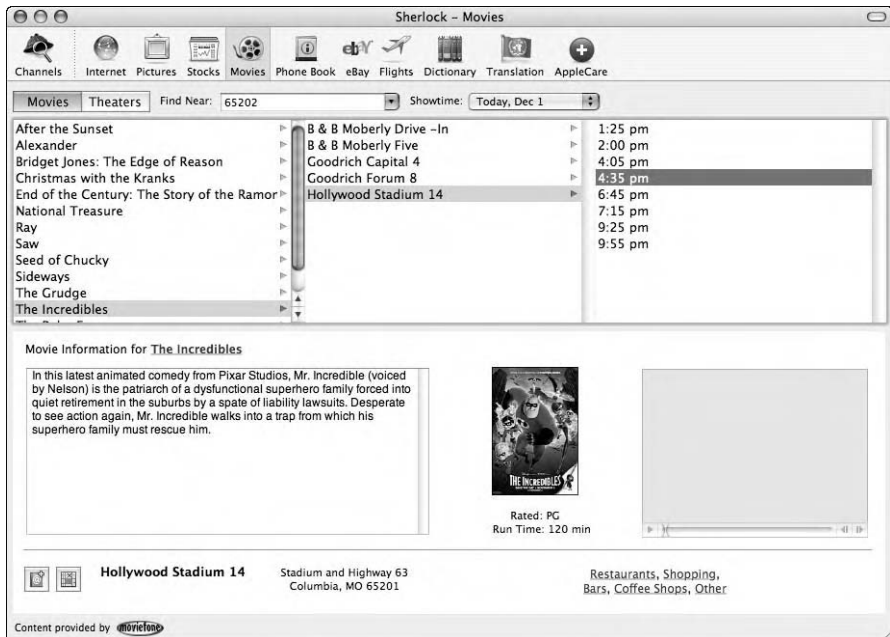 Sherlock – Movies
Channels Internet Pictures Stocks Movies Phone Book eBay Flights Dictionary Translation AppleCare
Movies Theaters Find Near: 65202 Showtime: Today, Dec 1
After the Sunset
Alexander
Bridget Jones: The Edge of Reason
Christmas with the Kranks
End of the Century: The Story of the Ramor
National Treasure
Ray
Saw
Seed of Chucky
Sideways
The Grudge
The Incredibles
B & B Moberly Drive –In
B & B Moberly Five
Goodrich Capital 4
Goodrich Forum 8
Hollywood Stadium 14
1:25 pm
2:00 pm
4:05 pm
4:35 pm
6:45 pm
7:15 pm
9:25 pm
9:55 pm
Movie Information for The Incredibles
In this latest animated comedy from Pixar Studios, Mr. Incredible (voiced
by Nelson) is the patriarch of a dysfunctional superhero family forced into
quiet retirement in the suburbs by a spate of liability lawsuits. Desperate
to see action again, Mr. Incredible walks into a trap from which his
superhero family must rescue him.
THE INCREDIBLES
Rated: PG
Run Time: 120 min
Hollywood Stadium 14
Stadium and Highway 63
Columbia, MO 65201
Restaurants, Shopping,
Bars, Coffee Shops, Other
Content provided by moviefone